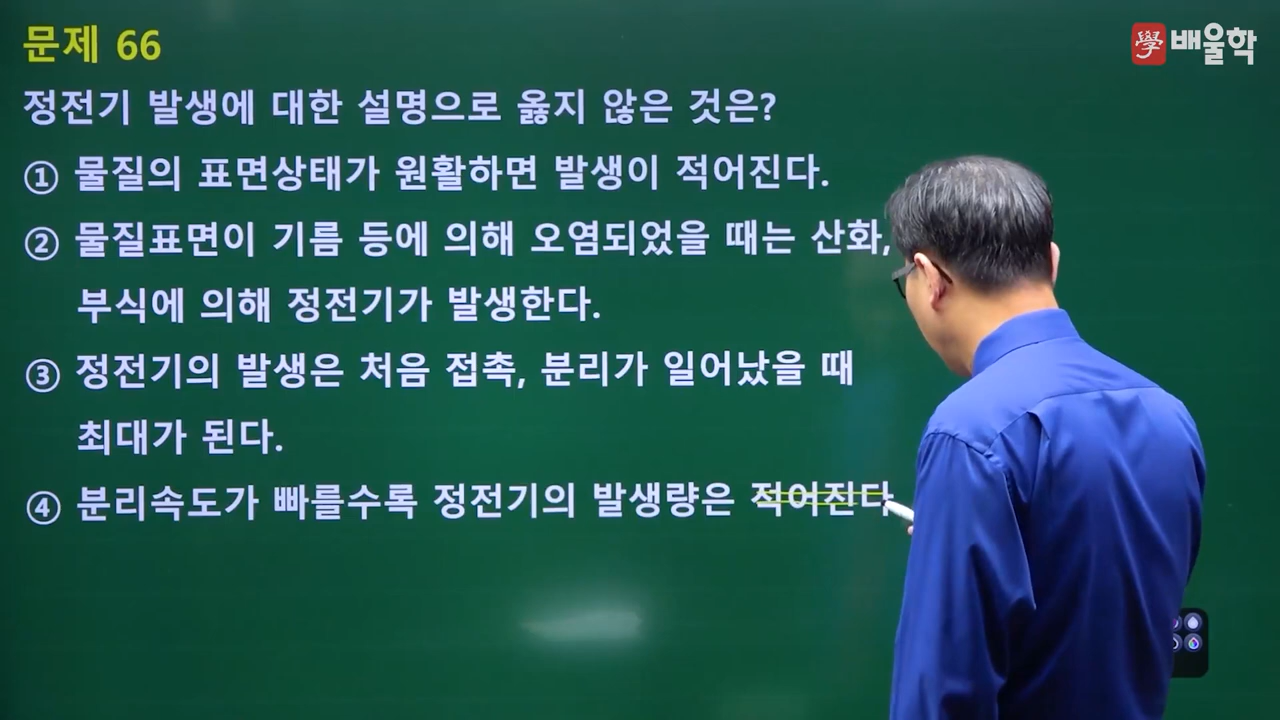 문제 66
學 배울학
정전기 발생에 대한 설명으로 옳지 않은 것은?
① 물질의 표면상태가 원활하면 발생이 적어진다.
② 물질표면이 기름 등에 의해 오염되었을 때는 산화,
부식에 의해 정전기가 발생한다.
③ 정전기의 발생은 처음 접촉, 분리가 일어났을 때
최대가 된다.
④ 분리속도가 빠를수록 정전기의 발생량은 적어진다